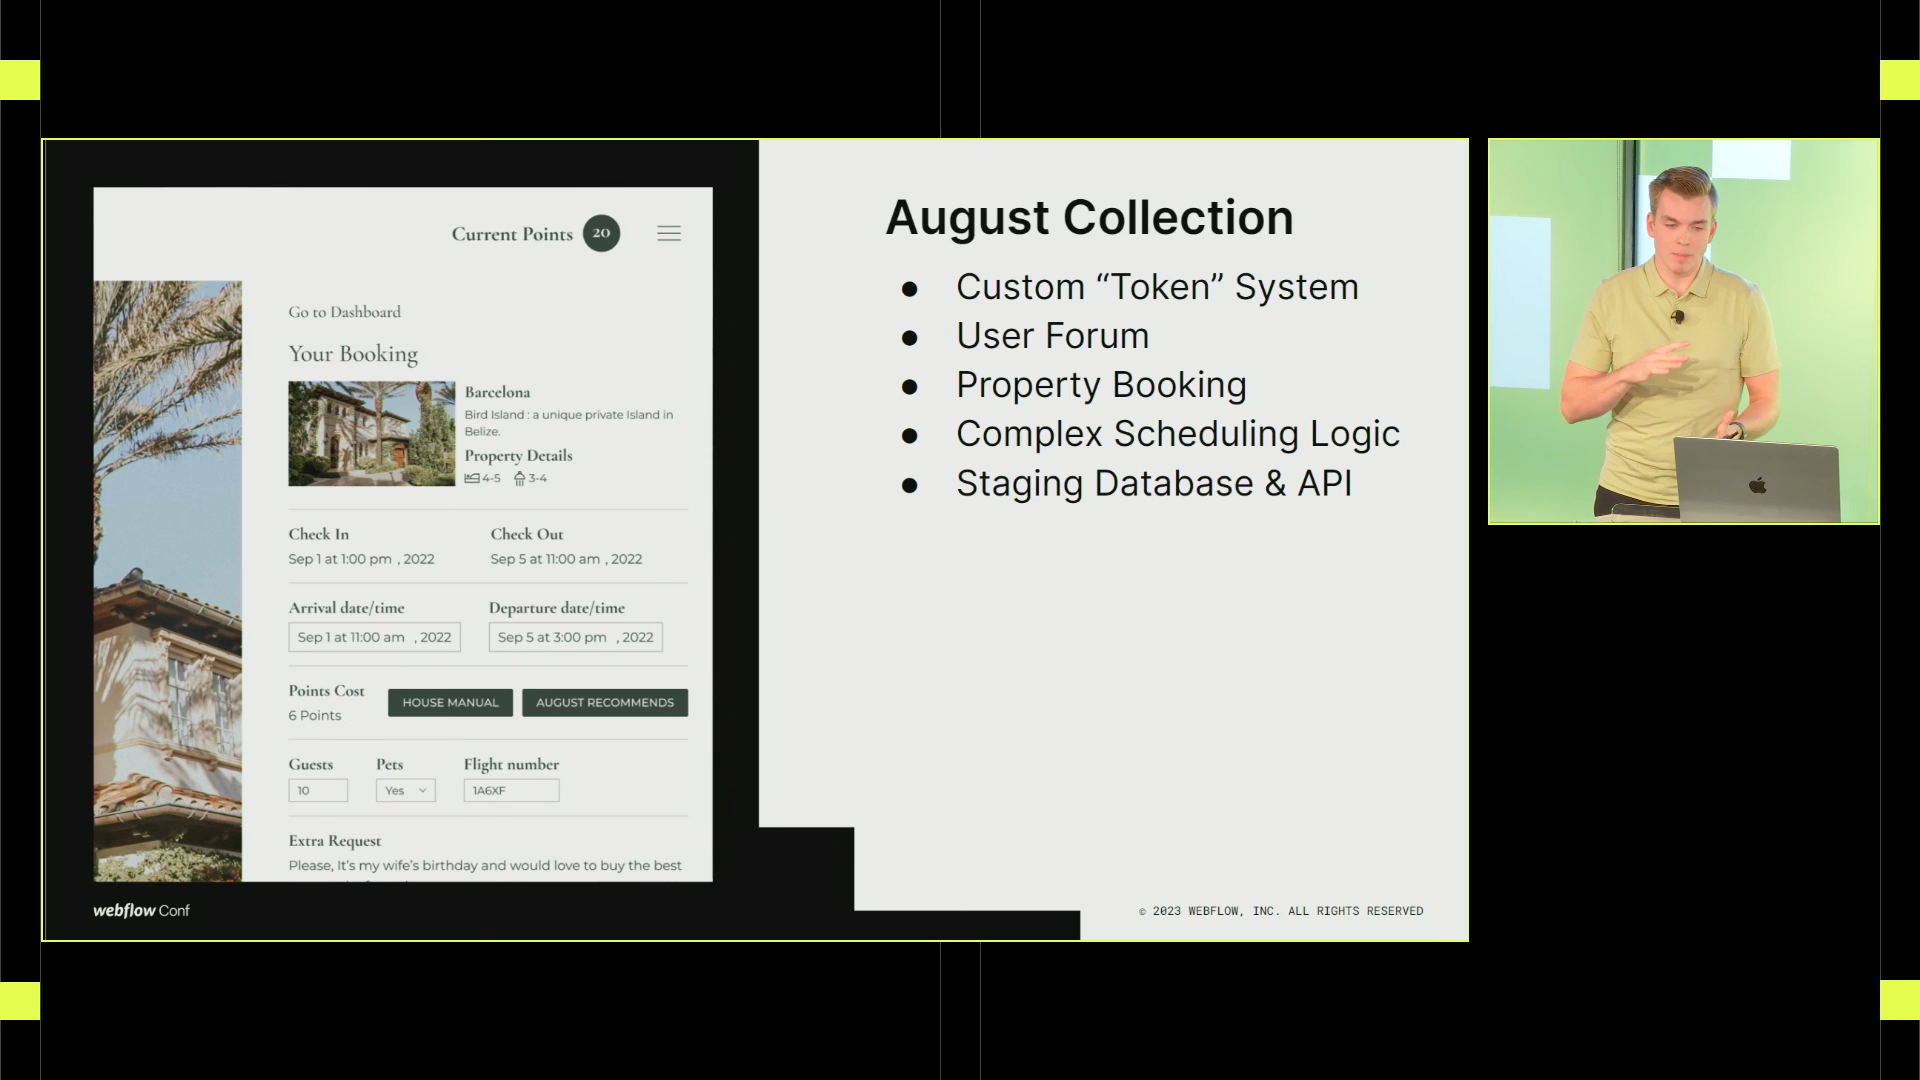 Current Points 20
Go to Dashboard
Your Booking
Barcelona
Bird Island : a unique private Island in
Belize.
Property Details
4-5 3-4
Check In Check Out
Sep 1 at 1:00 pm , 2022 Sep 5 at 11:00 am , 2022
Arrival date/time Departure date/time
Sep 1 at 11:00 am , 2022 Sep 5 at 3:00 pm , 2022
Points Cost
6 Points
HOUSE MANUAL AUGUST RECOMMENDS
Guests Pets Flight number
10 Yes 1A6XF
Extra Request
Please, It's my wife's birthday and would love to buy the best
webflow Conf
August Collection
● Custom “Token” System
● User Forum
● Property Booking
● Complex Scheduling Logic
● Staging Database & API
© 2023 WEBFLOW, INC. ALL RIGHTS RESERVED